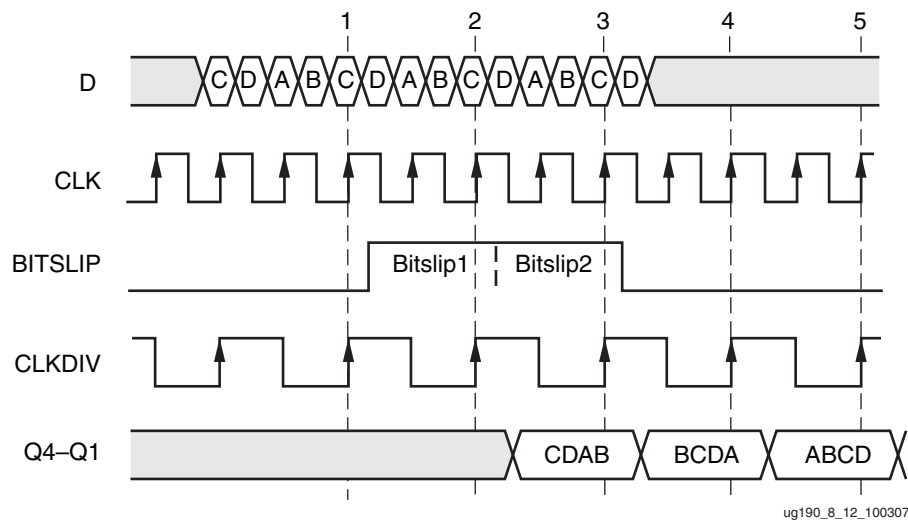 1 2 3 4 5
D C D A B C D A B C D A B C D
CLK
BITSLIP Bitslip1 Bitslip2
CLKDIV
Q4–Q1 CDAB BCDA ABCD
ug190_8_12_100307